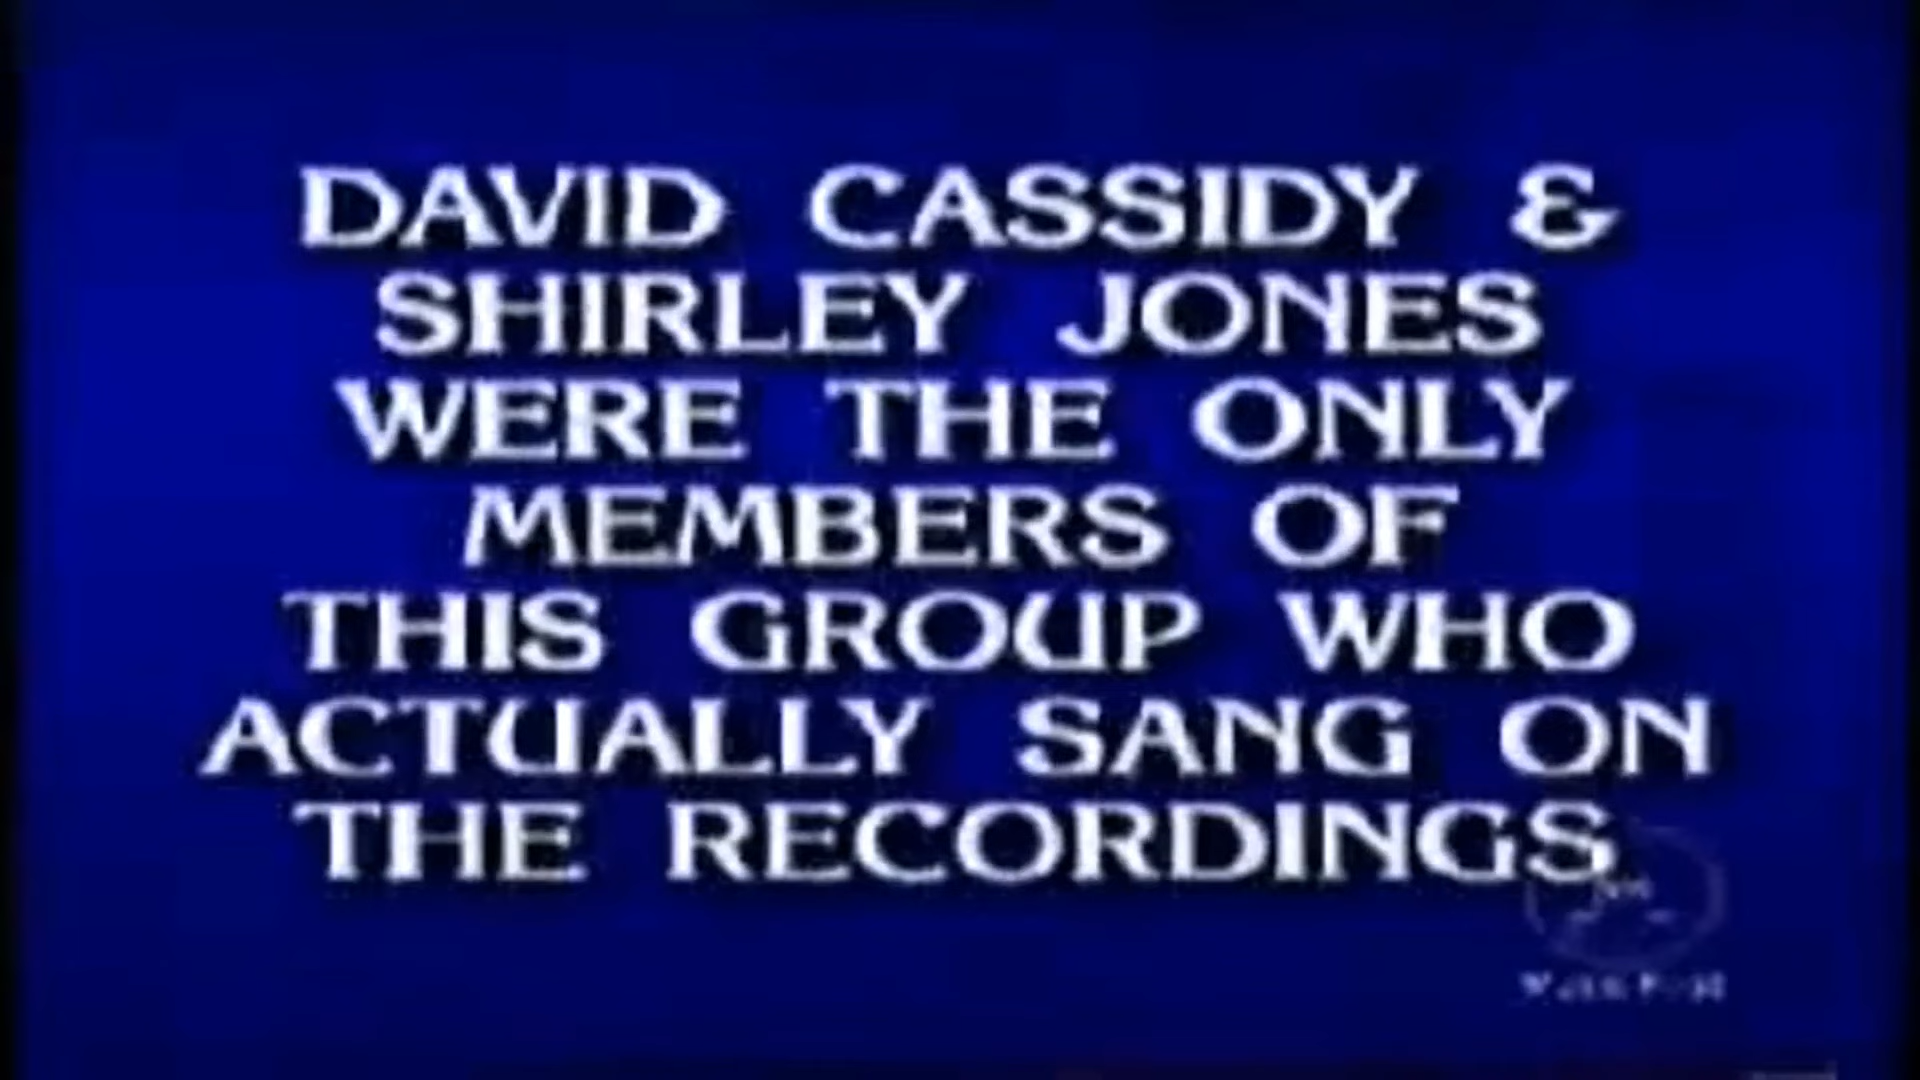 DAVID CASSIDY &
SHIRLEY JONES
WERE THE ONLY
MEMBERS OF
THIS GROUP WHO
ACTUALLY SANG ON
THE RECORDINGS